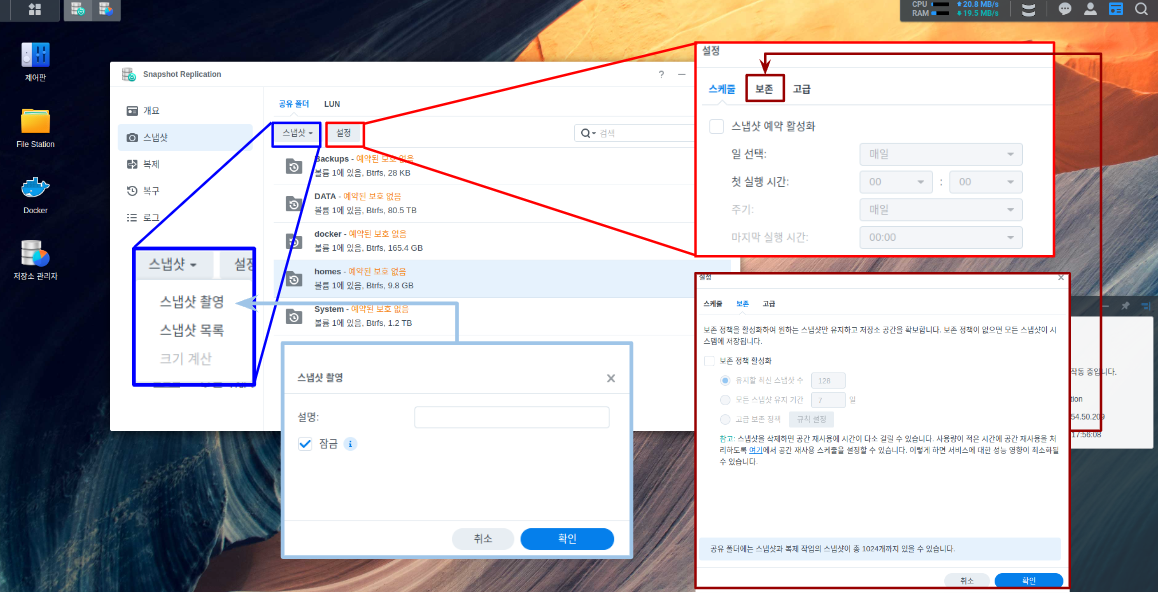 CPU
20.8 MB/s
RAM
19.5 MB/s
제어판
File Station
Docker
저장소 관리자
Snapshot Replication
?
개요
스냅샷
복제
복구
로그
공유 폴더
LUN
스냅샷
설정
검색
Backups - 예약된 보호 없음
볼륨 1에 있음, Btrfs, 28 KB
DATA - 예약된 보호 없음
볼륨 1에 있음, Btrfs, 80.5 TB
docker - 예약된 보호 없음
볼륨 1에 있음, Btrfs, 165.4 GB
homes - 예약된 보호 없음
볼륨 1에 있음, Btrfs, 9.8 GB
System - 예약된 보호 없음
볼륨 1에 있음, Btrfs, 1.2 TB
스냅샷
설정
스냅샷 촬영
스냅샷 목록
크기 계산
스냅샷 촬영
설명:
잠금
취소
확인
설정
스케줄
보존
고급
스냅샷 예약 활성화
일 선택:
매일
첫 실행 시간:
00
:
00
주기:
매일
마지막 실행 시간:
00:00
설정
스케줄
보존
고급
보존 정책을 활성화하여 원하는 스냅샷만 유지하고 저장소 공간을 확보합니다. 보존 정책이 없으면 모든 스냅샷이 시
스템에 저장됩니다.
보존 정책 활성화
유지할 최신 스냅샷 수
128
모든 스냅샷 유지 기간
7
일
고급 보존 정책
규칙 설정
참고: 스냅샷을 삭제하면 공간 재사용에 시간이 다소 걸릴 수 있습니다. 사용량이 적은 시간에 공간 재사용을 처
리하도록 여기에서 공간 재사용 스케줄을 설정할 수 있습니다. 이렇게 하면 서비스에 대한 성능 영향이 최소화될
수 있습니다.
공유 폴더에는 스냅샷과 복제 작업의 스냅샷이 총 1024개까지 있을 수 있습니다.
취소
확인
작동 중입니다.
tion
54.50.209
17:56:08